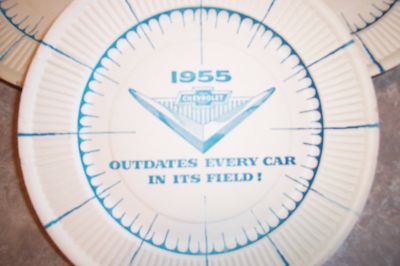 1955
CHEVROLET
OUTDATES EVERY CAR
IN ITS FIELD!